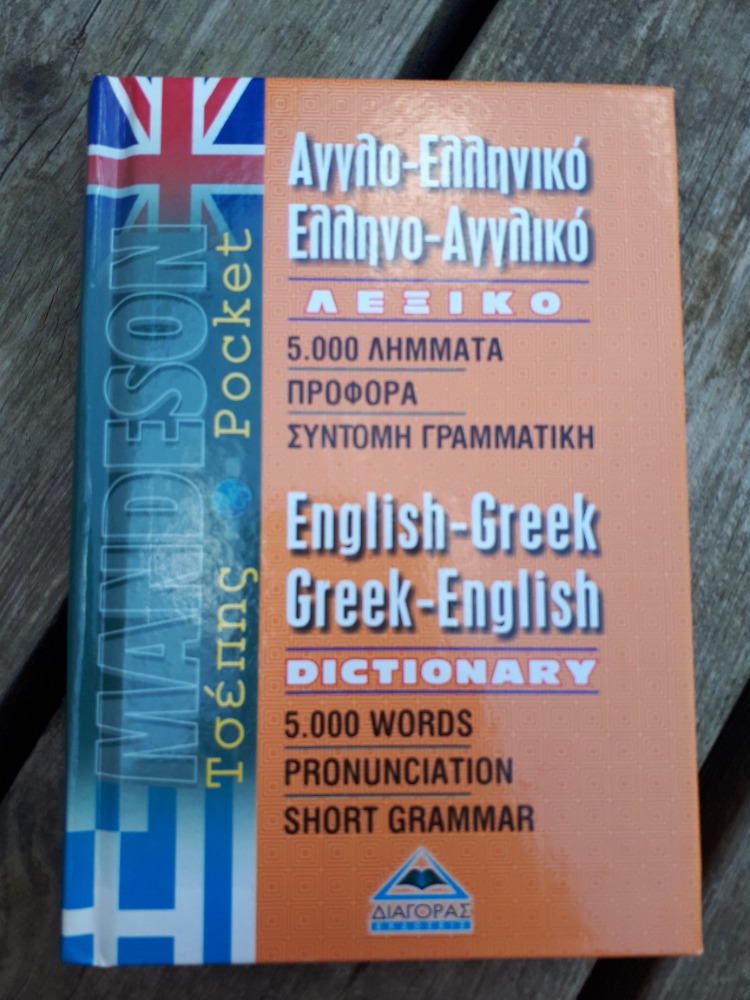 MANDESON
Τσέπης Pocket
Αγγλο-Ελληνικό
Ελληνο-Αγγλικό
ΛΕΞΙΚΟ
5.000 ΛΗΜΜΑΤΑ
ΠΡΟΦΟΡΑ
ΣΥΝΤΟΜΗ ΓΡΑΜΜΑΤΙΚΗ
English-Greek
Greek-English
DICTIONARY
5.000 WORDS
PRONUNCIATION
SHORT GRAMMAR
ΔΙΑΓΟΡΑΣ
ΕΚΔΟΣΕΙΣ